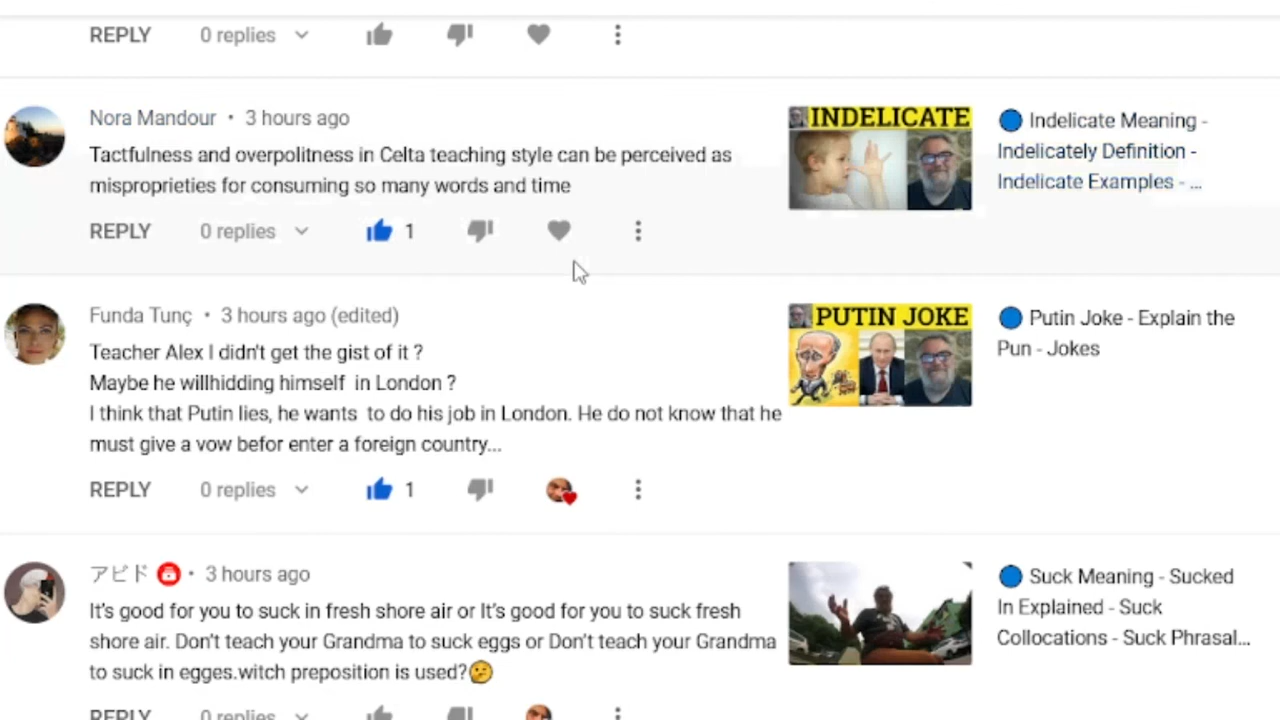 REPLY 0 replies
Nora Mandour • 3 hours ago
Tactfulness and overpolitness in Celta teaching style can be perceived as
misproprieties for consuming so many words and time
REPLY 0 replies 1
INDELICATE
Indelicate Meaning -
Indelicately Definition -
Indelicate Examples - ...
Funda Tunç • 3 hours ago (edited)
Teacher Alex I didn't get the gist of it ?
Maybe he willhidding himself in London ?
I think that Putin lies, he wants to do his job in London. He do not know that he
must give a vow befor enter a foreign country...
REPLY 0 replies 1
PUTIN JOKE
Putin Joke - Explain the
Pun - Jokes
アビド • 3 hours ago
It's good for you to suck in fresh shore air or It's good for you to suck fresh
shore air. Don't teach your Grandma to suck eggs or Don't teach your Grandma
to suck in egges.witch preposition is used?🤔
REPLY 0 replies
Suck Meaning - Sucked
In Explained - Suck
Collocations - Suck Phrasal...